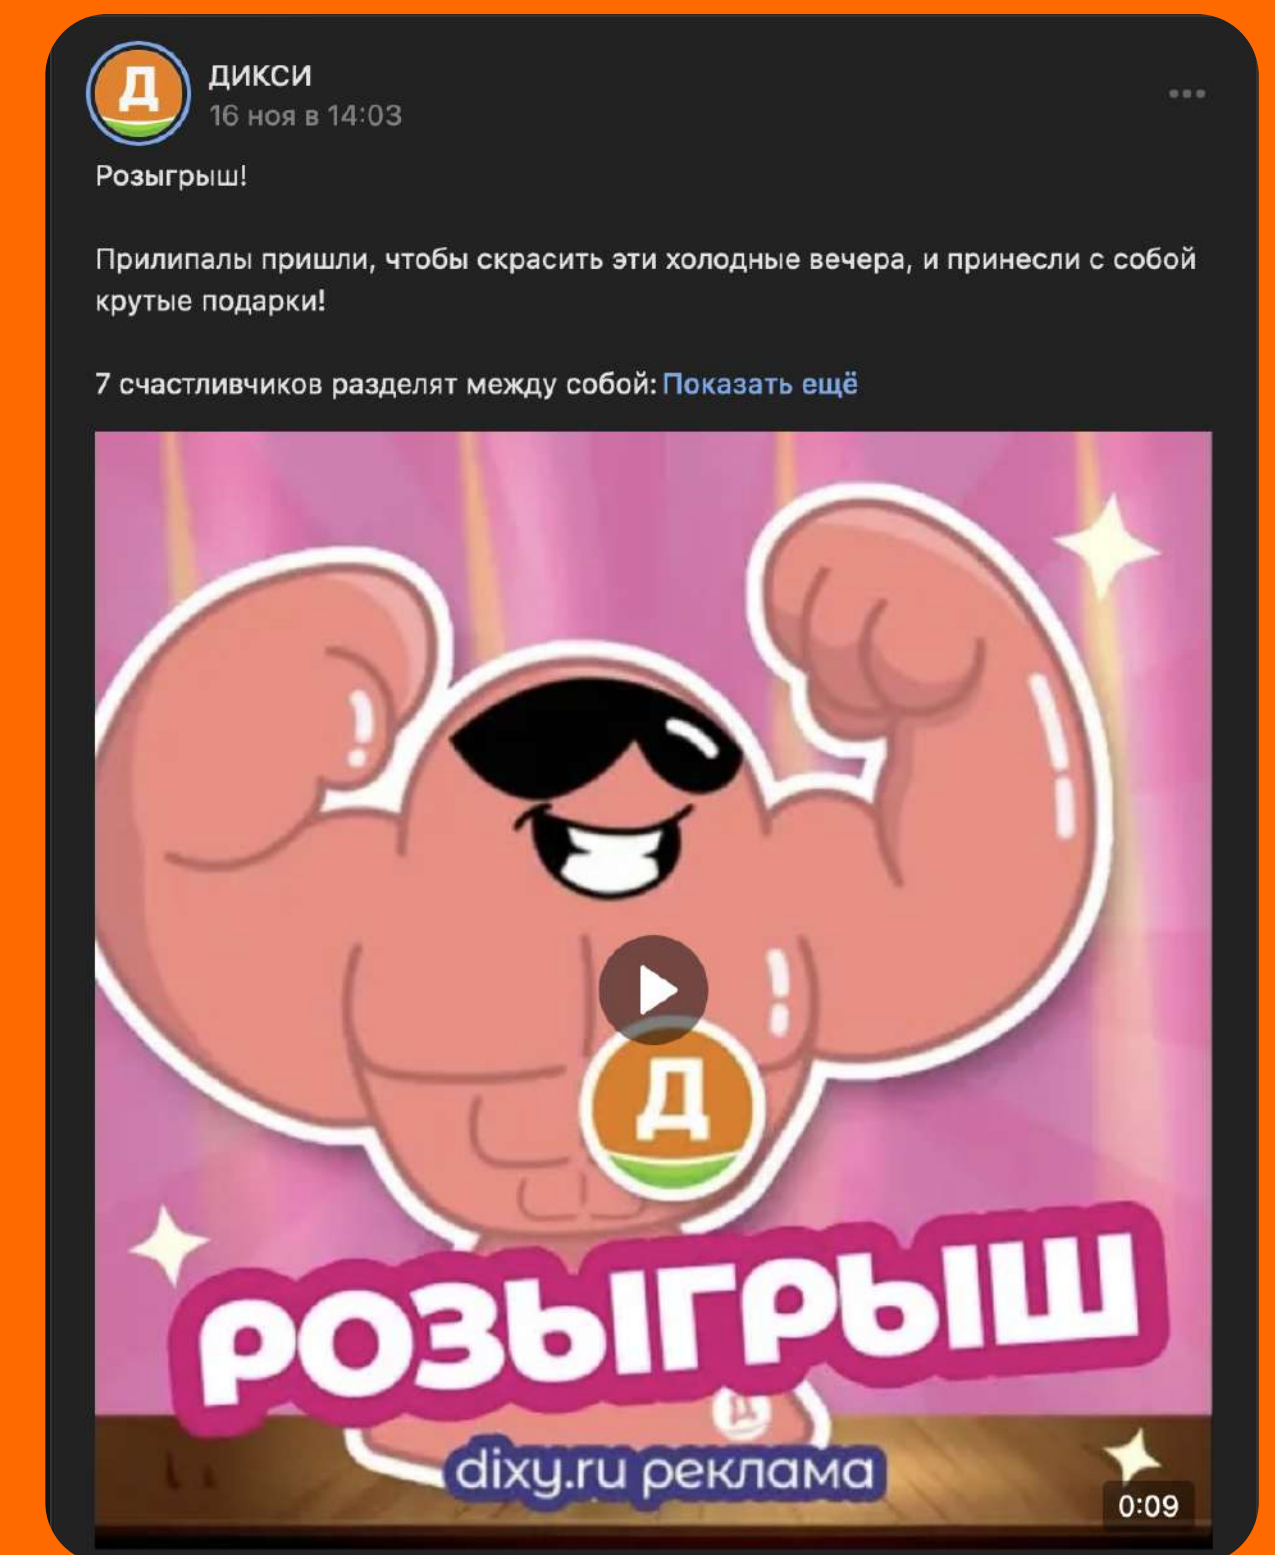 Д
ДИКСИ
16 ноя в 14:03
Розыгрыш!
Прилипалы пришли, чтобы скрасить эти холодные вечера, и принесли с собой
крутые подарки!
7 счастливчиков разделят между собой: Показать ещё
Д
РОЗЫГРЫШ
Д
dixy.ru реклама
0:09